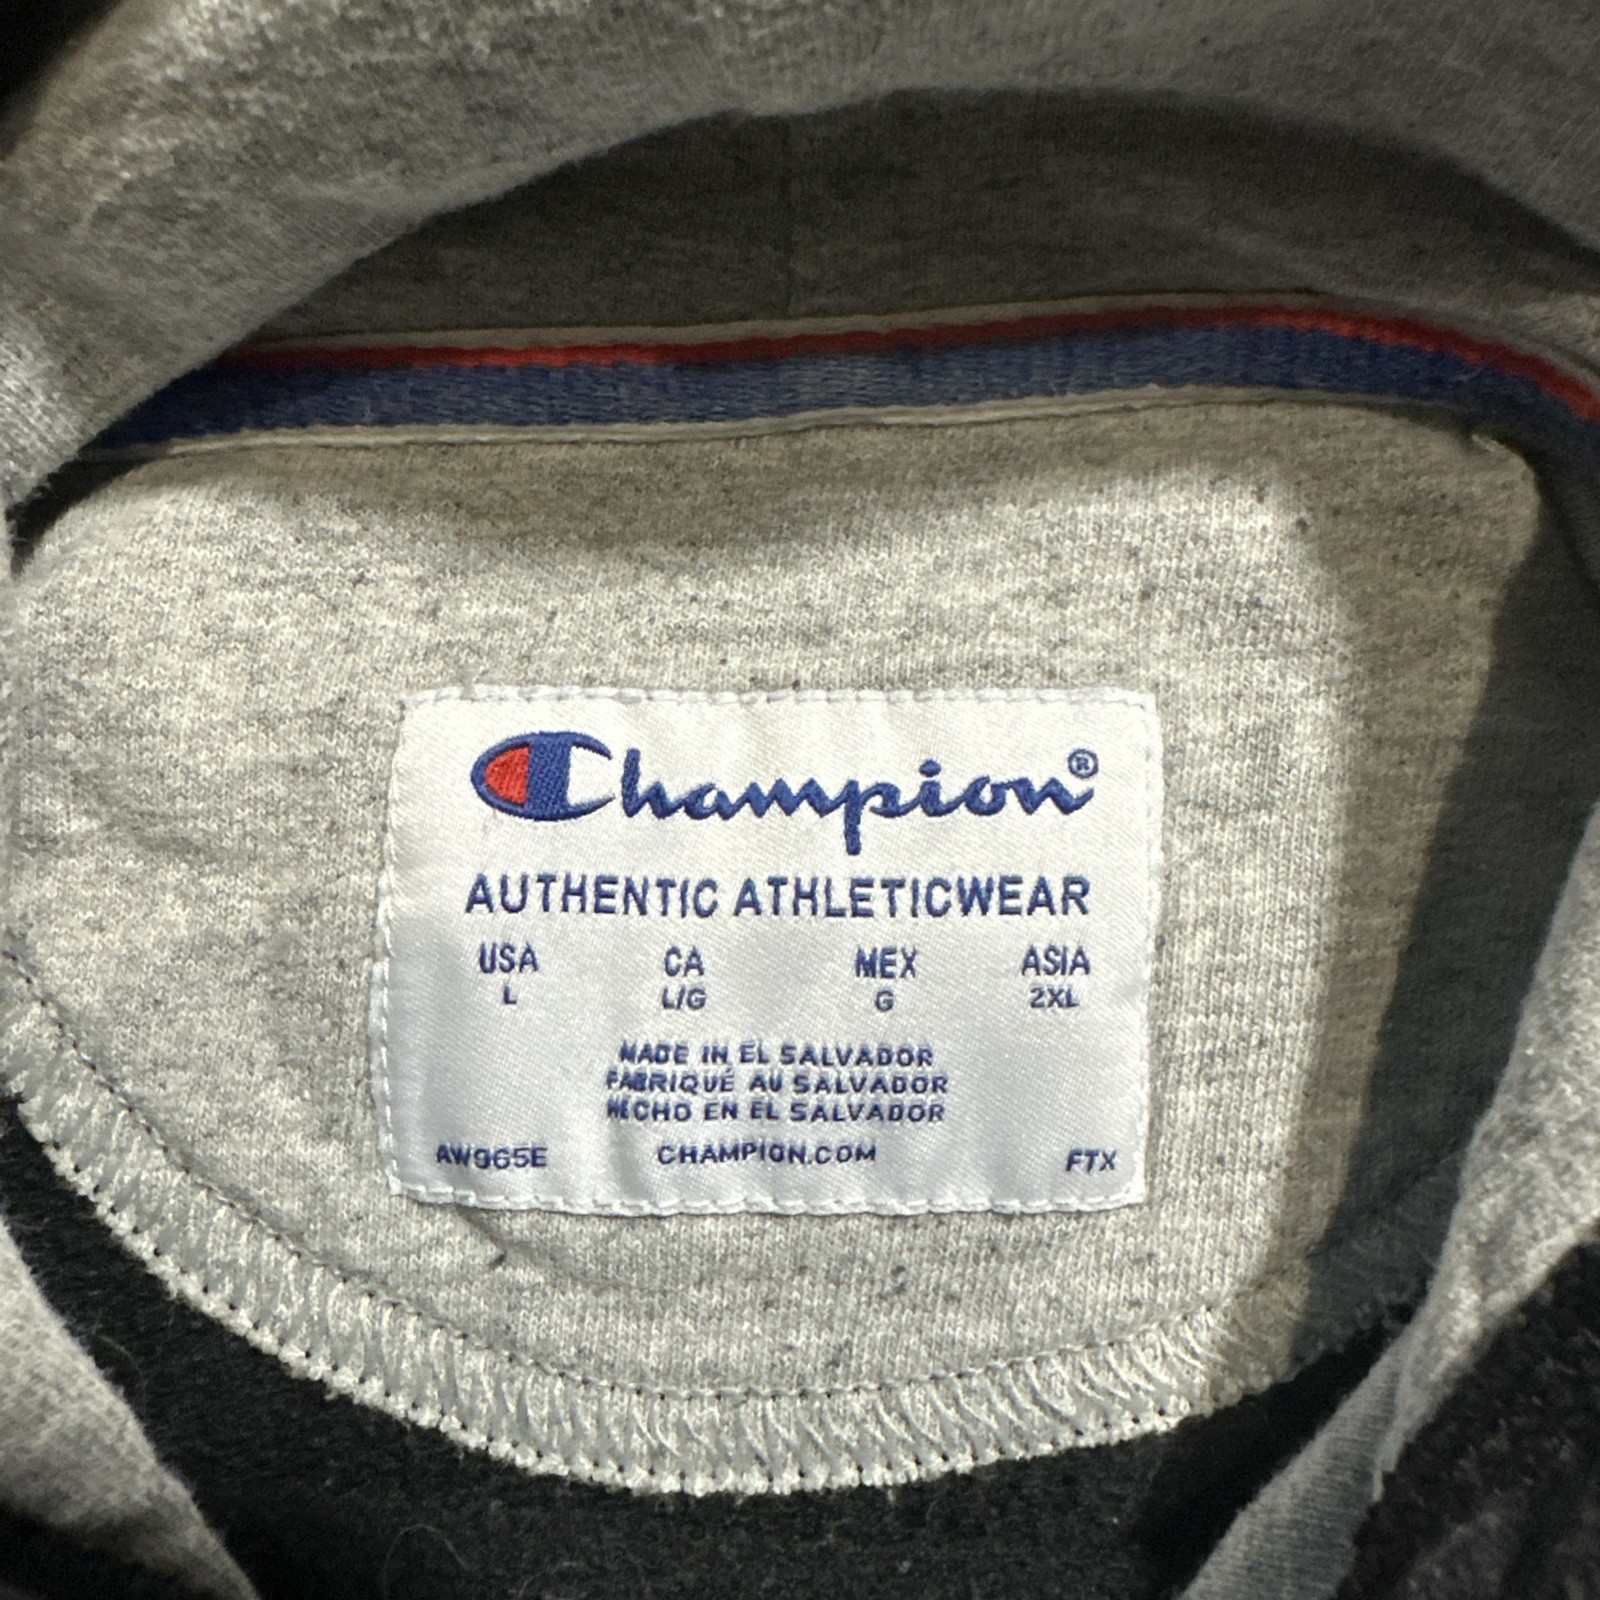 Champion®
AUTHENTIC ATHLETICWEAR
USA CA MEX ASIA
L L/G G 2XL
MADE IN EL SALVADOR
FABRIQUÉ AU SALVADOR
HECHO EN EL SALVADOR
AW965E CHAMPION.COM FTX